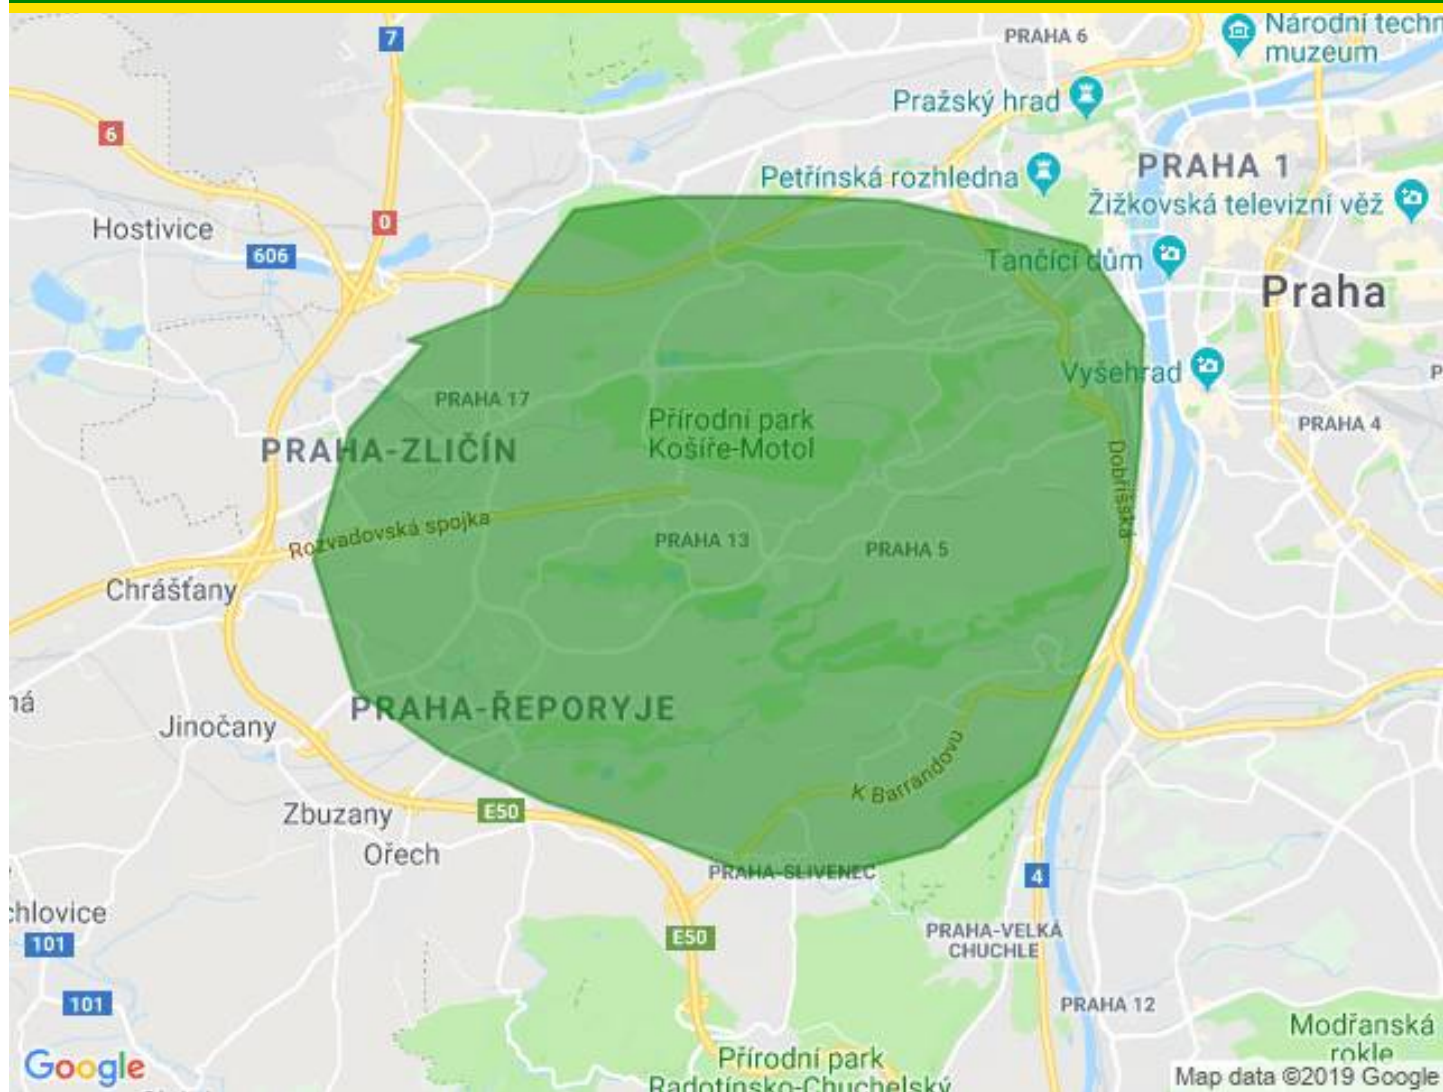 7
PRAHA 6
Národní techn
muzeum
Pražský hrad
6
Petřínská rozhledna
PRAHA 1
Žižkovská televizní věž
0
Hostivice
606
Tančící dům
Praha
Vyšehrad
P
PRAHA 17
Přírodní park
Košíře-Motol
PRAHA 4
PRAHA-ZLIČÍN
Dobříšská
Rozvadovská spojka
PRAHA 13
PRAHA 5
Chrášťany
ná
PRAHA-ŘEPORYJE
Jinočany
K Barrandovu
Zbuzany
E50
Ořech
PRAHA-SLIVENEC
4
chlovice
101
E50
PRAHA-VELKÁ
CHUCHLE
101
PRAHA 12
Modřanská
rokle
Google
Přírodní park
Radotínsko-Chuchelský
Map data ©2019 Google